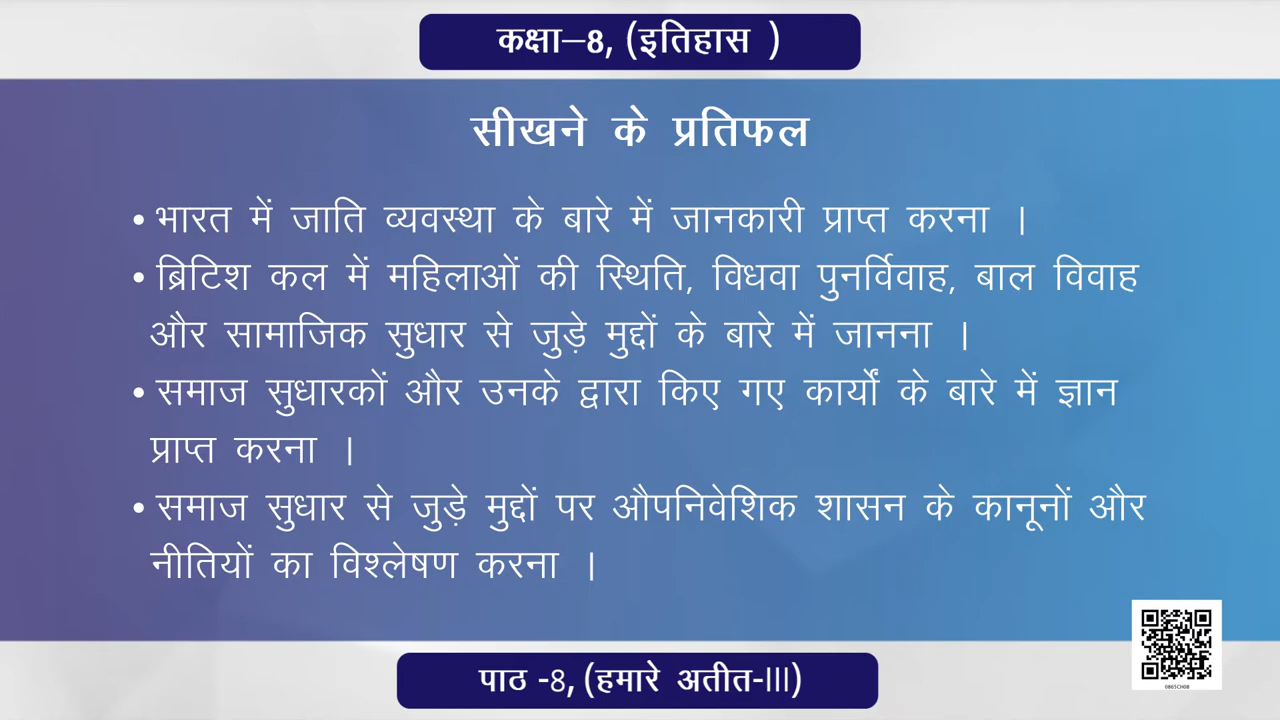 कक्षा–8, (इतिहास )
सीखने के प्रतिफल
• भारत में जाति व्यवस्था के बारे में जानकारी प्राप्त करना ।
• ब्रिटिश कल में महिलाओं की स्थिति, विधवा पुनर्विवाह, बाल विवाह
और सामाजिक सुधार से जुड़े मुद्दों के बारे में जानना ।
• समाज सुधारकों और उनके द्वारा किए गए कार्यों के बारे में ज्ञान
प्राप्त करना ।
• समाज सुधार से जुड़े मुद्दों पर औपनिवेशिक शासन के कानूनों और
नीतियों का विश्लेषण करना ।
0865CH08
पाठ -8, (हमारे अतीत-III)